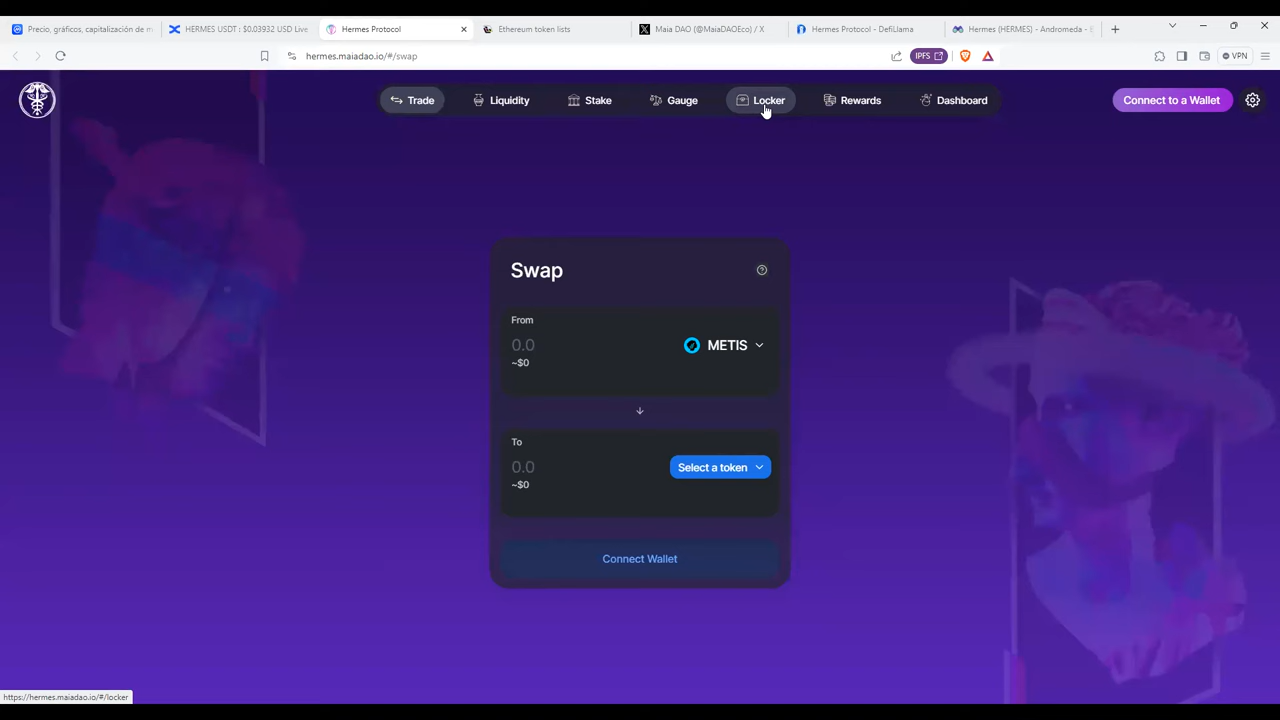 Precio, gráficos, capitalización de m
HERMES USDT : $0.03932 USD Live
Hermes Protocol
Ethereum token lists
Maia DAO (@MaiaDAOEco) / X
Hermes Protocol - DefiLlama
Hermes (HERMES) - Andromeda - E
hermes.maiadao.io/#/swap
IPFS
VPN
Trade
Liquidity
Stake
Gauge
Locker
Rewards
Dashboard
Connect to a Wallet
Swap
From
0.0
METIS
~$0
To
0.0
Select a token
~$0
Connect Wallet
https://hermes.maiadao.io/#/locker